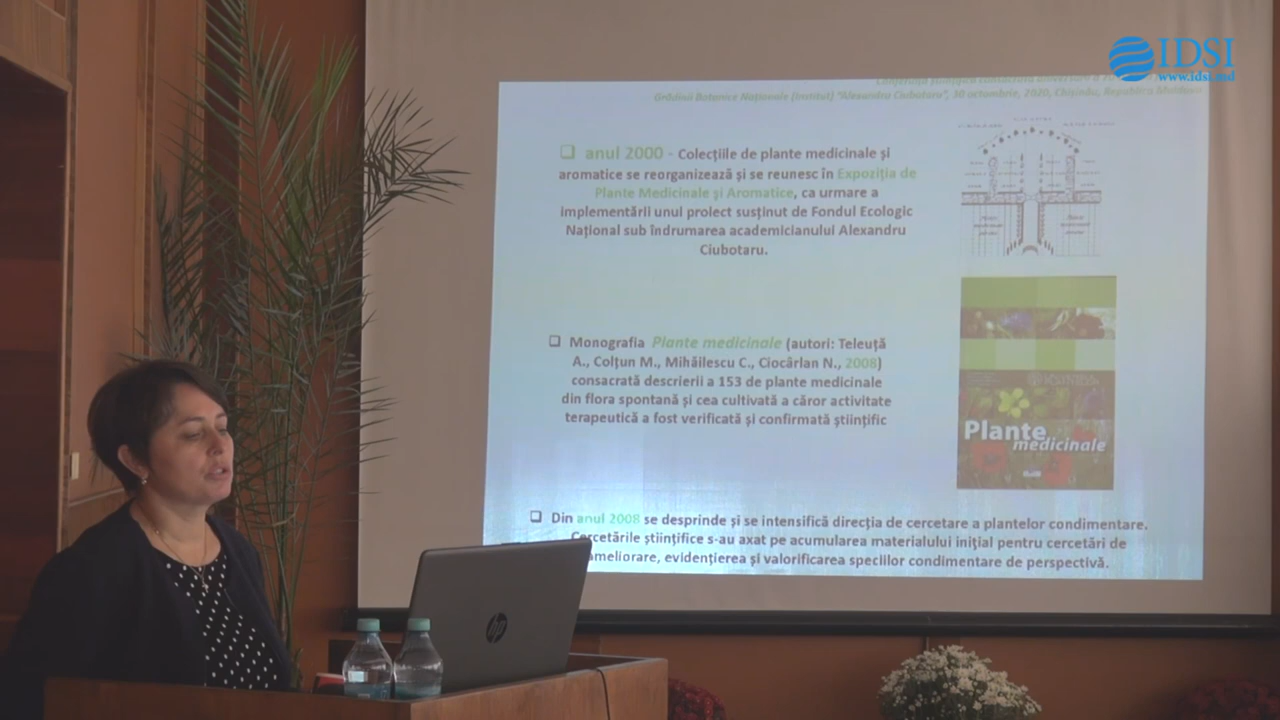 IDSI
www.idsi.md
Grădinii Botanice Naționale (Institut) "Alexandru Ciubotaru", 30 octombrie, 2020, Chișinău, Republica Moldova
anul 2000 - Colecțiile de plante medicinale și
aromatice se reorganizează și se reunesc în Expoziția de
Plante Medicinale și Aromatice, ca urmare a
implementării unui proiect susținut de Fondul Ecologic
Național sub îndrumarea academicianului Alexandru
Ciubotaru.
Monografia Plante medicinale (autori: Teleuță
A., Colțun M., Mihăilescu C., Ciocârlan N., 2008)
consacrată descrierii a 153 de plante medicinale
din flora spontană și cea cultivată a căror activitate
terapeutică a fost verificată și confirmată științific
Plante
medicinale
Din anul 2008 se desprinde și se intensifică direcția de cercetare a plantelor condimentare.
Cercetările științifice s-au axat pe acumularea materialului inițial pentru cercetări de
ameliorare, evidențierea și valorificarea speciilor condimentare de perspectivă.
hp